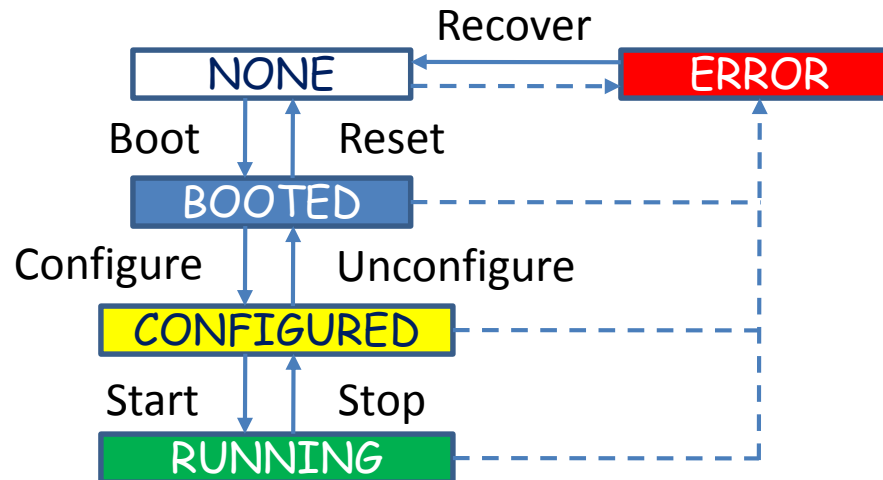 Recover
NONE
ERROR
Boot
Reset
BOOTED
Configure
Unconfigure
CONFIGURED
Start
Stop
RUNNING